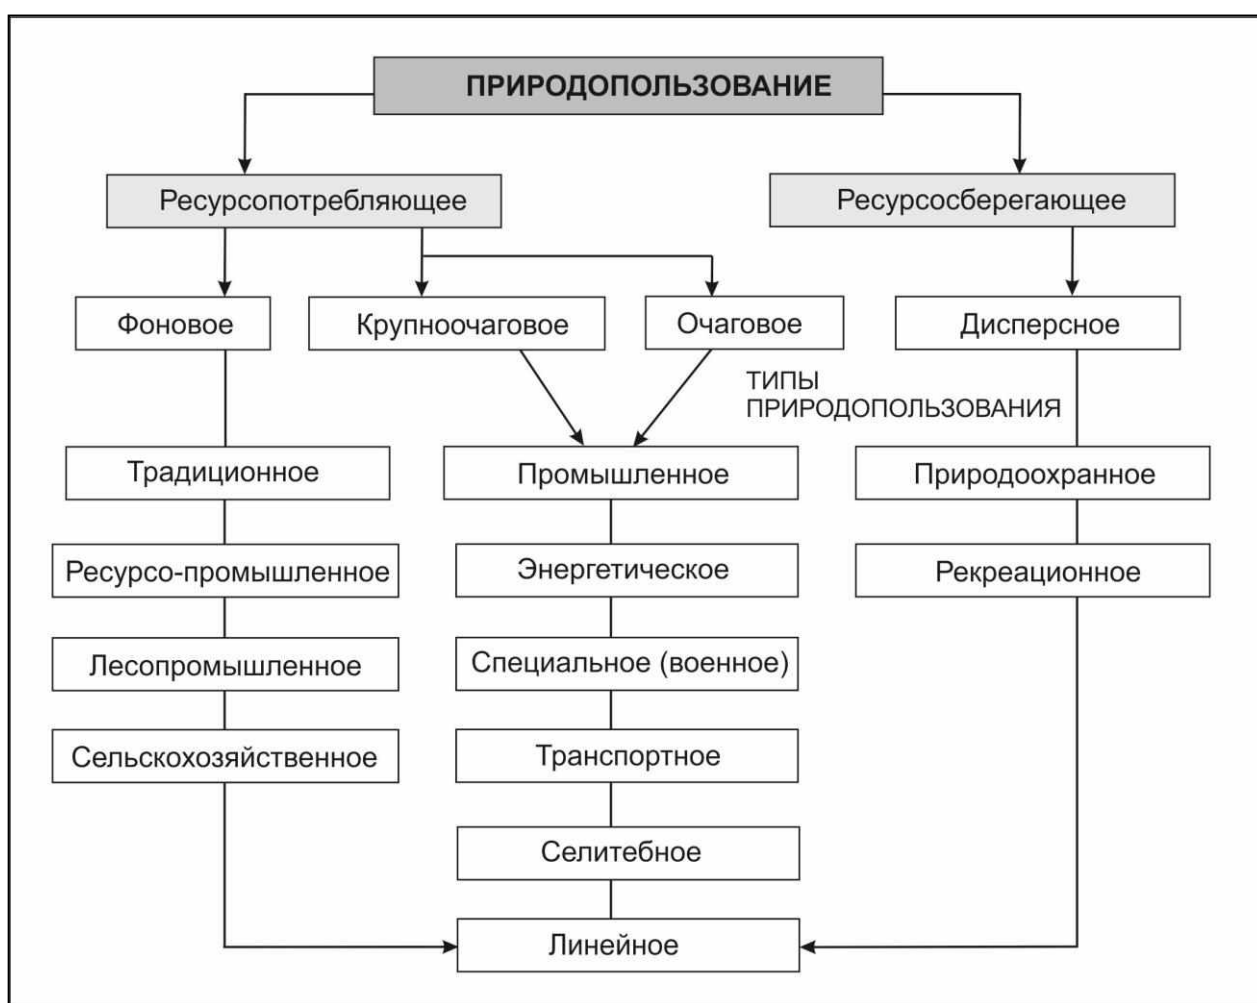 ПРИРОДОПОЛЬЗОВАНИЕ
Ресурсопотребляющее
Ресурсосберегающее
Фоновое
Крупноочаговое
Очаговое
Дисперсное
ТИПЫ
ПРИРОДОПОЛЬЗОВАНИЯ
Традиционное
Промышленное
Природоохранное
Ресурсо-промышленное
Энергетическое
Рекреационное
Лесопромышленное
Специальное (военное)
Сельскохозяйственное
Транспортное
Селитебное
Линейное